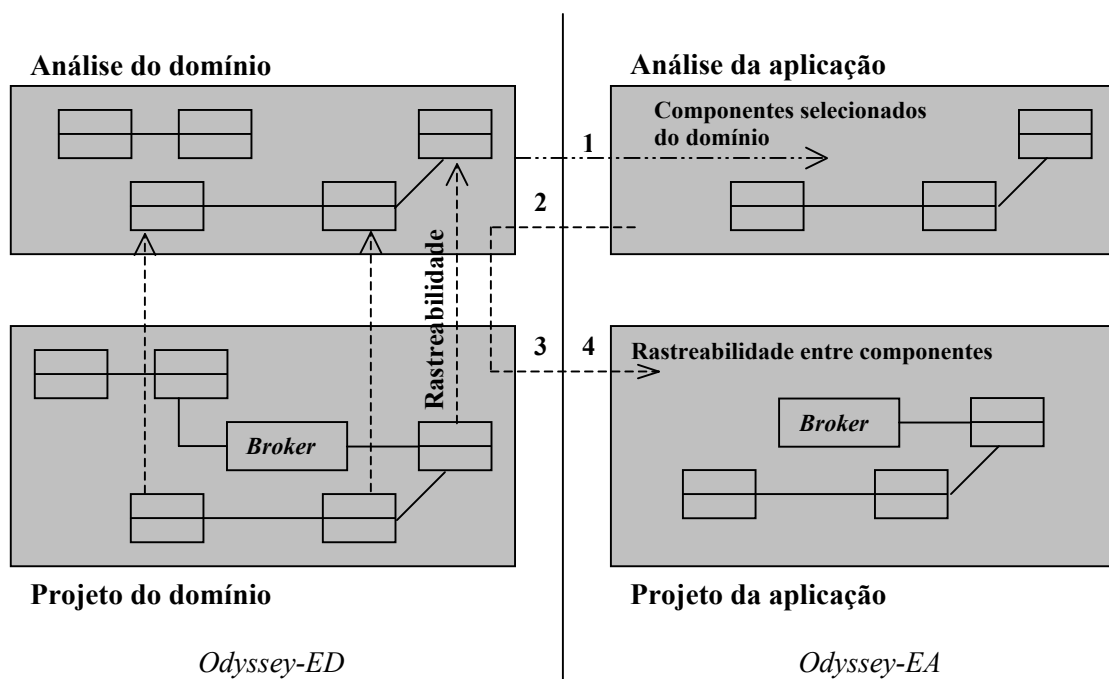 Análise do domínio
Análise da aplicação
Componentes selecionados
do domínio
1
2
Rastreabilidade
3
4
Rastreabilidade entre componentes
Broker
Broker
Projeto do domínio
Projeto da aplicação
Odyssey-ED
Odyssey-EA